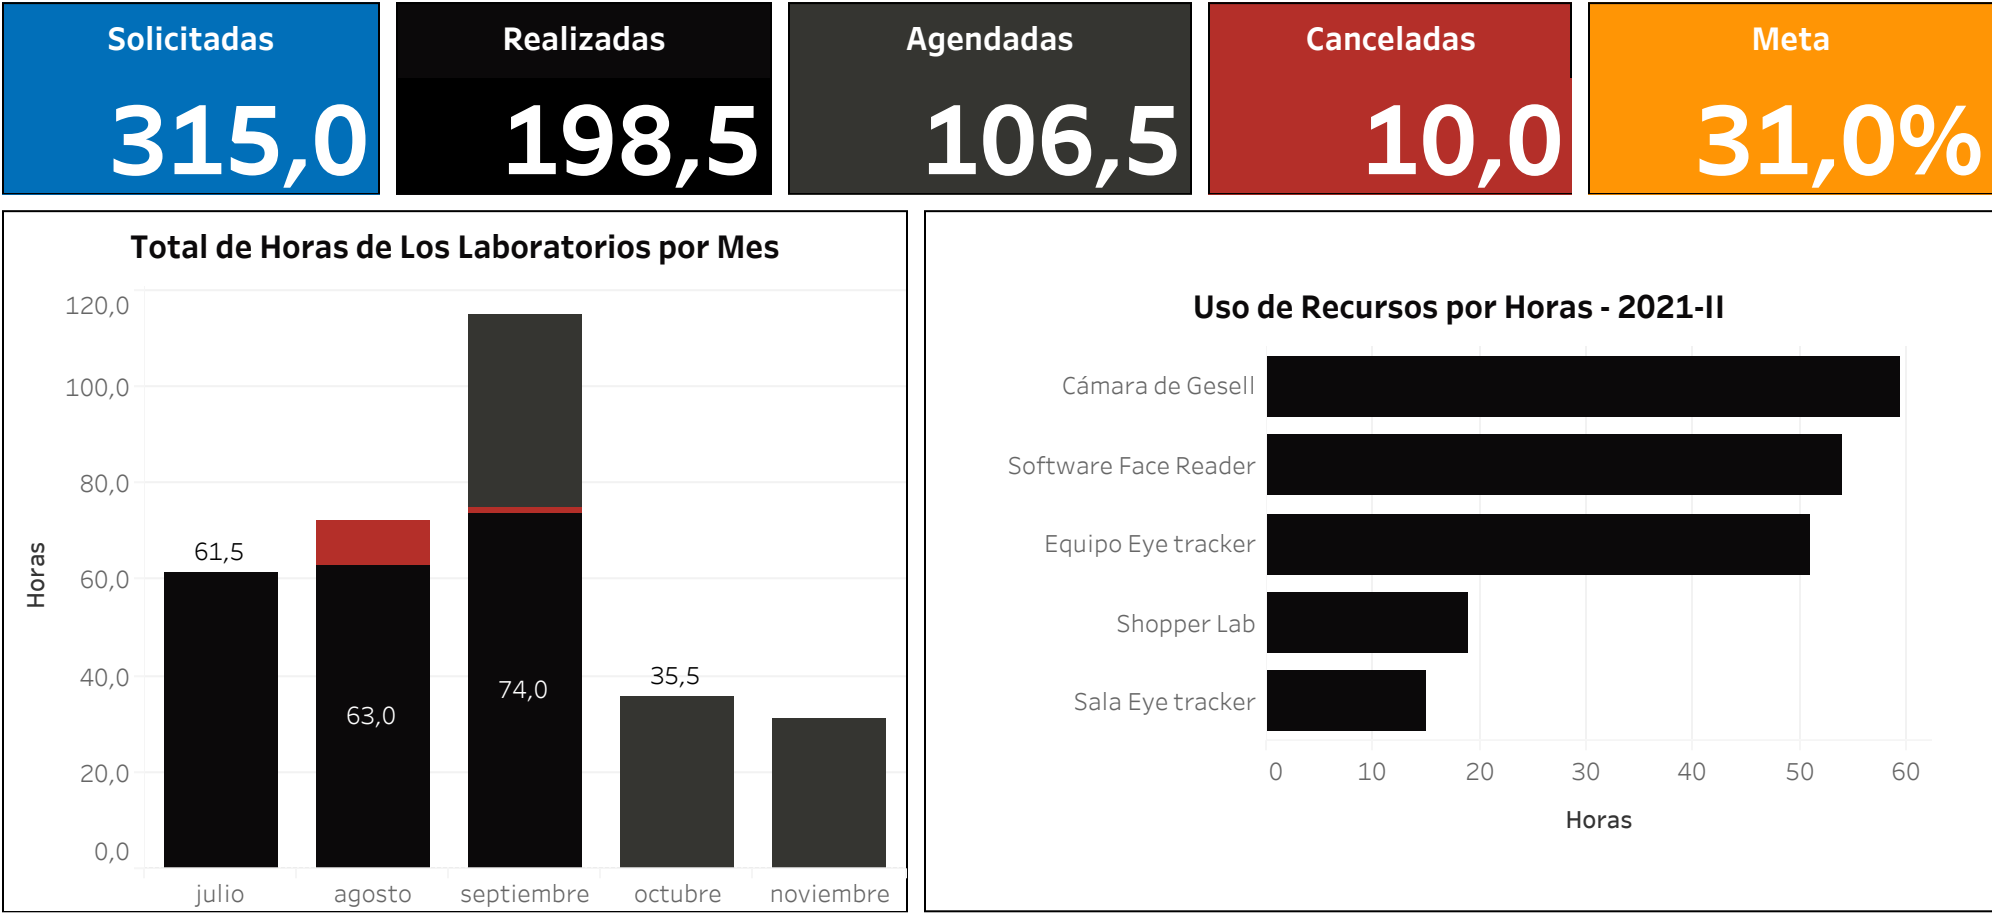 Solicitadas
315,0
Realizadas
198,5
Agendadas
106,5
Canceladas
10,0
Meta
31,0%
Total de Horas de Los Laboratorios por Mes
Horas
120,0
100,0
80,0
60,0
40,0
20,0
0,0
61,5
63,0
74,0
35,5
julio
agosto
septiembre
octubre
noviembre
Uso de Recursos por Horas - 2021-II
Cámara de Gesell
Software Face Reader
Equipo Eye tracker
Shopper Lab
Sala Eye tracker
0
10
20
30
40
50
60
Horas